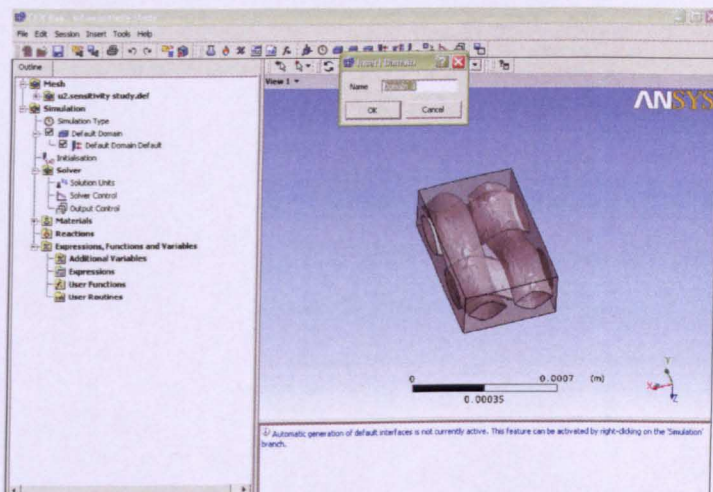 File Edit Session Insert Tools Help
Outline
Mesh
u2.sensitivity study.def
Simulation
Simulation Type
Default Domain
Default Domain Default
Initialisation
Solver
Solution Units
Solver Control
Output Control
Materials
Reactions
Expressions, Functions and Variables
Additional Variables
Expressions
User Functions
User Routines
View 1
Name
OK
Cancel
ANSYS
0
0.0007
(m)
0.00035
Y
X
Z
Automatic generation of default interfaces is not currently active. This feature can be activated by right-clicking on the 'Simulation'
branch.